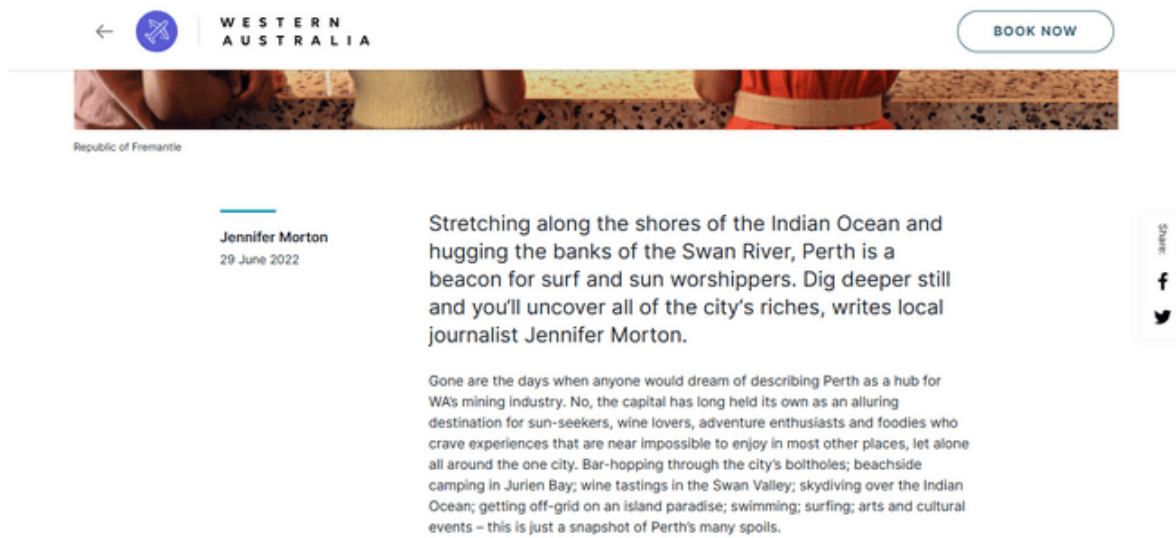 WESTERN
AUSTRALIA
BOOK NOW
Republic of Fremantle
Jennifer Morton
29 June 2022
Stretching along the shores of the Indian Ocean and
hugging the banks of the Swan River, Perth is a
beacon for surf and sun worshippers. Dig deeper still
and you'll uncover all of the city's riches, writes local
journalist Jennifer Morton.
Gone are the days when anyone would dream of describing Perth as a hub for
WA's mining industry. No, the capital has long held its own as an alluring
destination for sun-seekers, wine lovers, adventure enthusiasts and foodies who
crave experiences that are near impossible to enjoy in most other places, let alone
all around the one city. Bar-hopping through the city's boltholes; beachside
camping in Jurien Bay; wine tastings in the Swan Valley; skydiving over the Indian
Ocean; getting off-grid on an island paradise; swimming; surfing; arts and cultural
events – this is just a snapshot of Perth's many spoils.
Share: